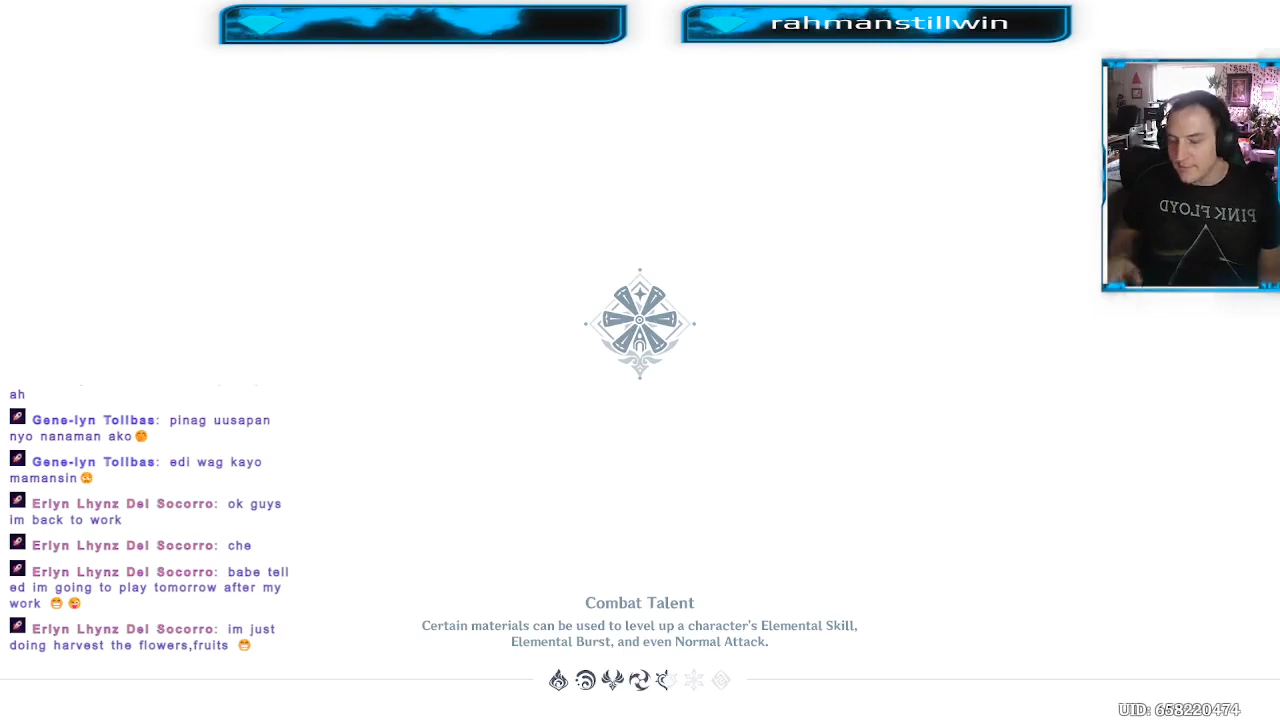 rahmanstillwin
PINK FLOYD
ah
Gene-lyn Tollbas: pinag uusapan
nyo nanaman ako🤭
Gene-lyn Tollbas: edi wag kayo
mamansin
Erlyn Lhynz Del Socorro: ok guys
im back to work
Erlyn Lhynz Del Socorro: che
Erlyn Lhynz Del Socorro: babe tell
ed im going to play tomorrow after my
work 😁 😜
Erlyn Lhynz Del Socorro: im just
doing harvest the flowers,fruits 😁
Combat Talent
Certain materials can be used to level up a character's Elemental Skill,
Elemental Burst, and even Normal Attack.
UID: 658220474